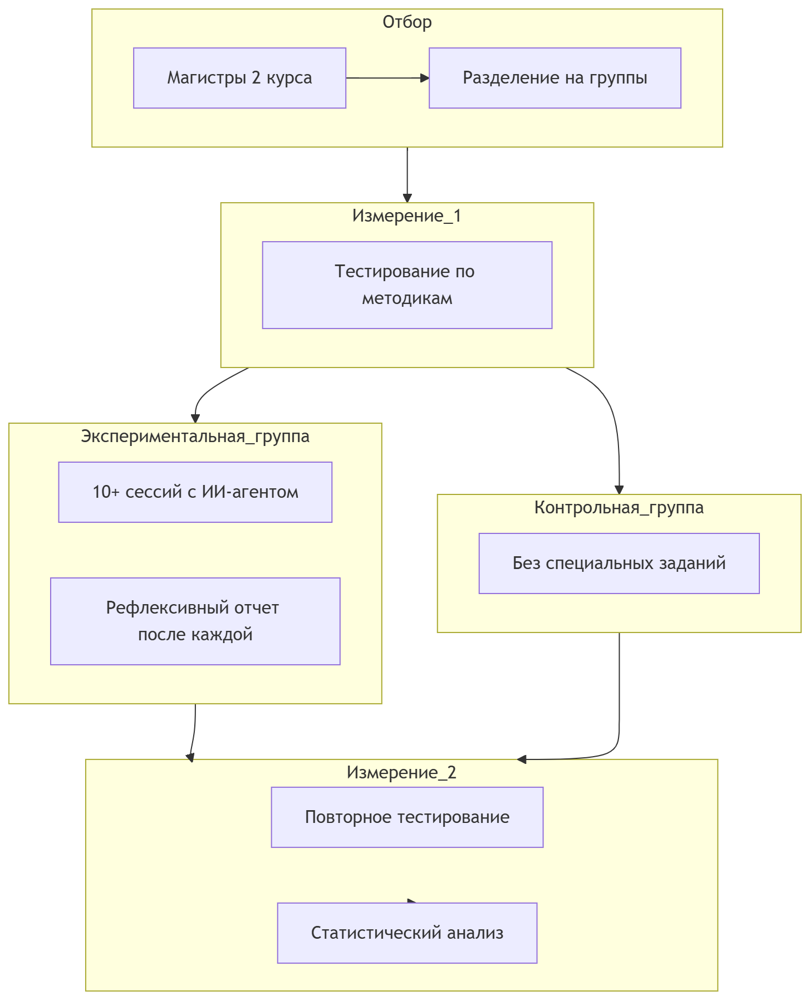 Отбор
Магистры 2 курса
Разделение на группы
Измерение_1
Тестирование по
методикам
Экспериментальная_группа
10+ сессий с ИИ-агентом
Рефлексивный отчет
после каждой
Контрольная_группа
Без специальных заданий
Измерение_2
Повторное тестирование
Статистический анализ